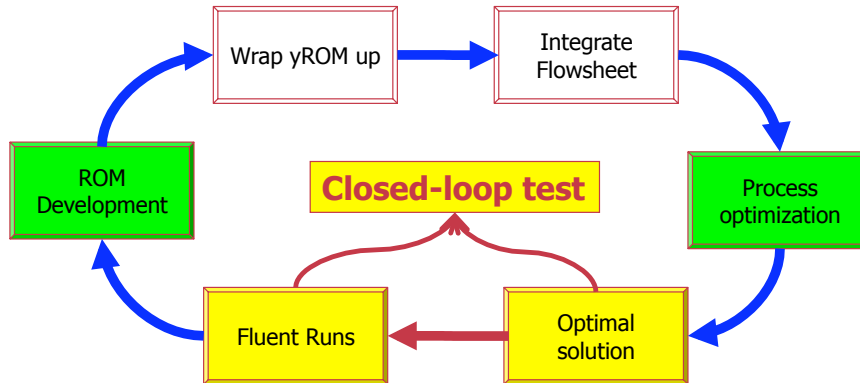 Wrap yROM up
Integrate
Flowsheet
ROM
Development
Closed-loop test
Process
optimization
Fluent Runs
Optimal
solution